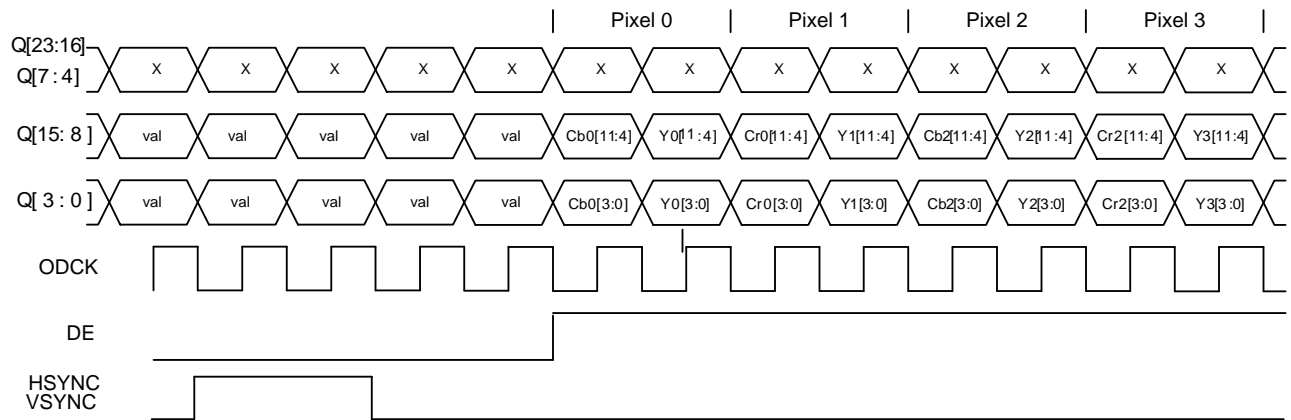 Pixel 0 Pixel 1 Pixel 2 Pixel 3
Q[23:16]
Q[7:4] X X X X X X X X X X X X X
Q[15:8] val val val val val Cb0[11:4] Y0[11:4] Cr0[11:4] Y1[11:4] Cb2[11:4] Y2[11:4] Cr2[11:4] Y3[11:4]
Q[3:0] val val val val val Cb0[3:0] Y0[3:0] Cr0[3:0] Y1[3:0] Cb2[3:0] Y2[3:0] Cr2[3:0] Y3[3:0]
ODCK
DE
HSYNC
VSYNC